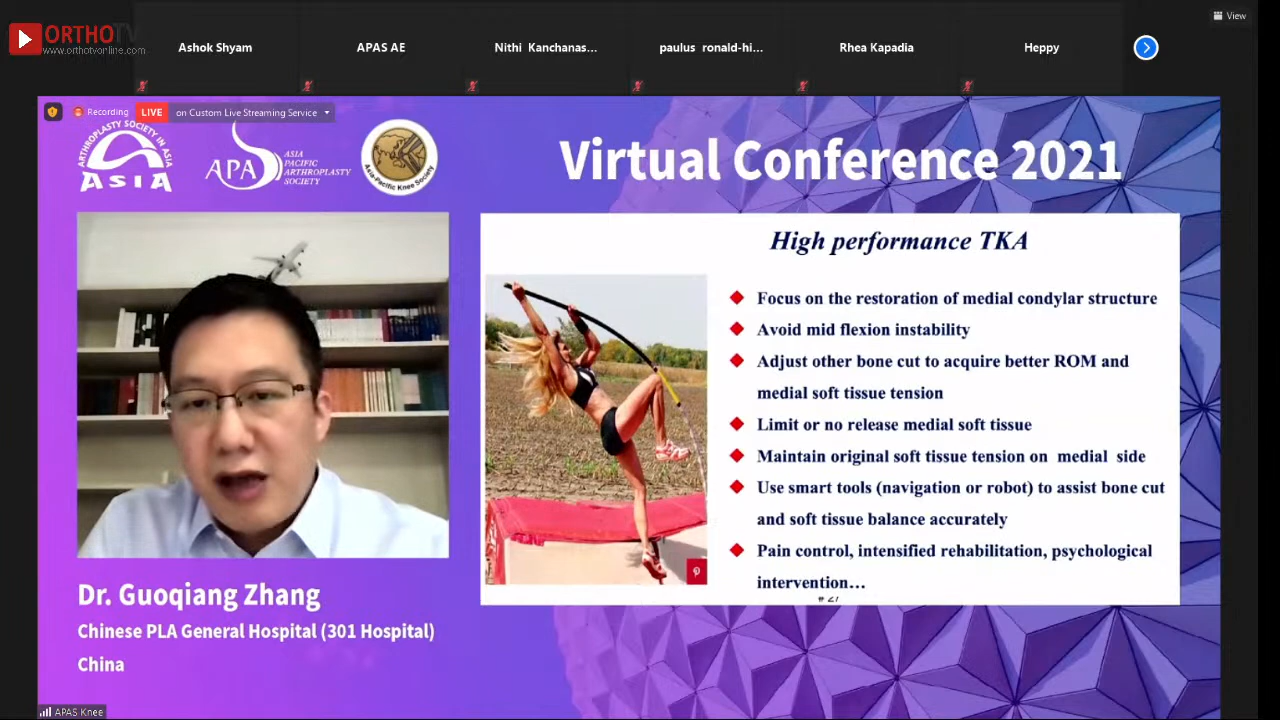 ORTHOTV
www.orthotvonline.com
View
Ashok Shyam
APAS AE
Nithi Kanchanas...
paulus ronald-hi...
Rhea Kapadia
Heppy
Recording
LIVE
on Custom Live Streaming Service
ARTHROPLASTY SOCIETY IN ASIA
ASIA
APAS
ASIA
PACIFIC
ARTHROPLASTY
SOCIETY
Asia-Pacific Knee Society
Virtual Conference 2021
High performance TKA
Focus on the restoration of medial condylar structure
Avoid mid flexion instability
Adjust other bone cut to acquire better ROM and
medial soft tissue tension
Limit or no release medial soft tissue
Maintain original soft tissue tension on medial side
Use smart tools (navigation or robot) to assist bone cut
and soft tissue balance accurately
Pain control, intensified rehabilitation, psychological
intervention…
Dr. Guoqiang Zhang
Chinese PLA General Hospital (301 Hospital)
China
APAS Knee